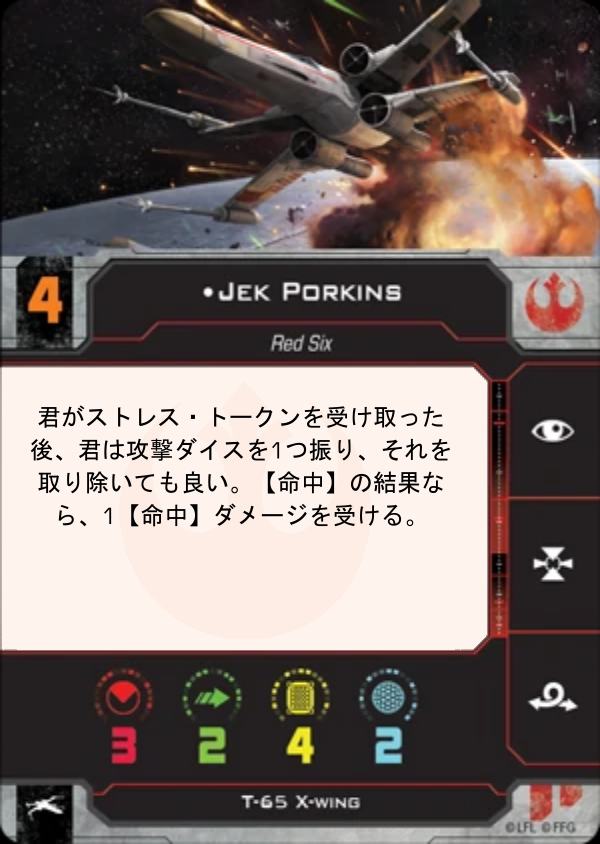 4
•JEK PORKINS
Red Six
君がストレス・トークンを受け取った
後、君は攻撃ダイスを1つ振り、それを
取り除いても良い。【命中】の結果な
ら、1【命中】ダメージを受ける。
3 2 4 2
T-65 X-WING
©LFL ©FFG